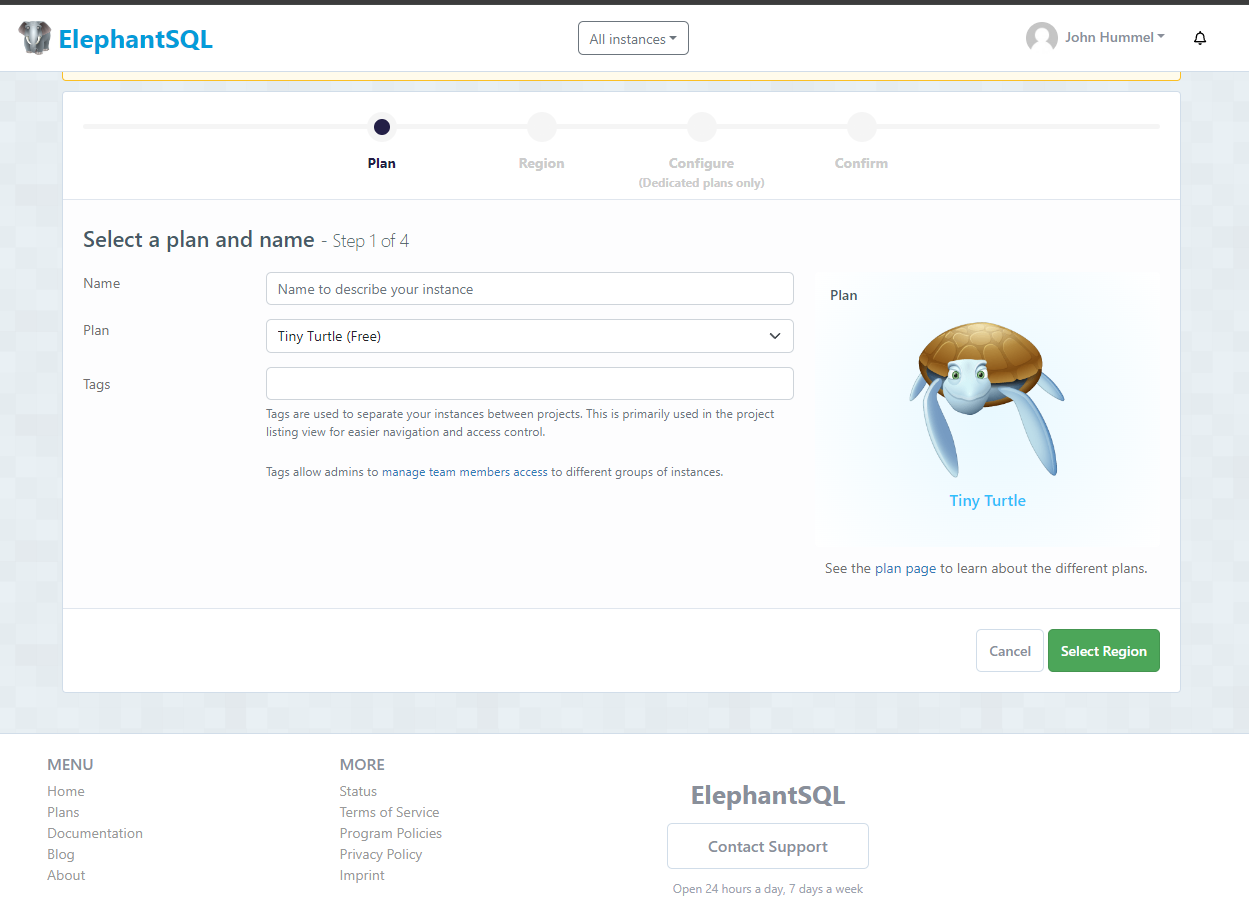 ElephantSQL
All instances
John Hummel
Plan
Region
Configure
(Dedicated plans only)
Confirm
Select a plan and name - Step 1 of 4
Name
Name to describe your instance
Plan
Tiny Turtle (Free)
Tags
Tags are used to separate your instances between projects. This is primarily used in the project
listing view for easier navigation and access control.
Tags allow admins to manage team members access to different groups of instances.
Plan
Tiny Turtle
See the plan page to learn about the different plans.
Cancel
Select Region
MENU
Home
Plans
Documentation
Blog
About
MORE
Status
Terms of Service
Program Policies
Privacy Policy
Imprint
ElephantSQL
Contact Support
Open 24 hours a day, 7 days a week